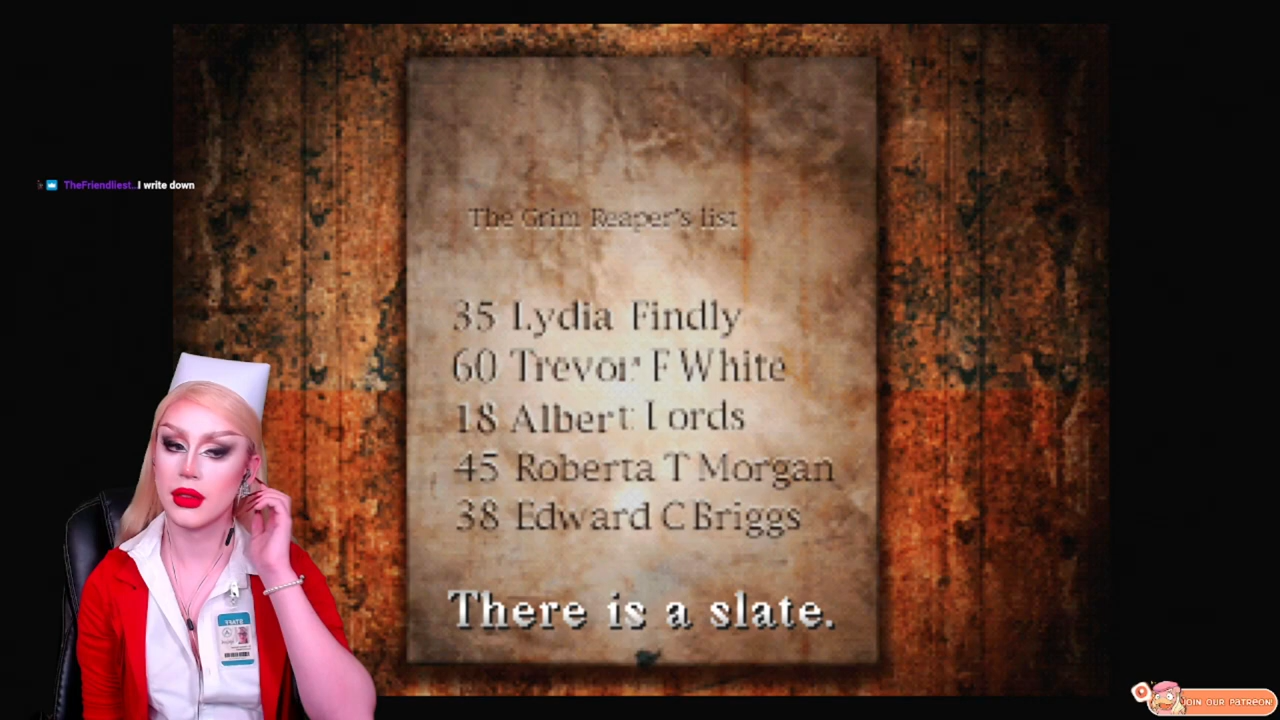 TheFriendliest...I write down
The Grim Reaper's list
35 Lydia Findly
60 Trevor F White
18 Albert Lords
45 Roberta T Morgan
38 Edward C Briggs
There is a slate.
JOIN OUR PATREON!